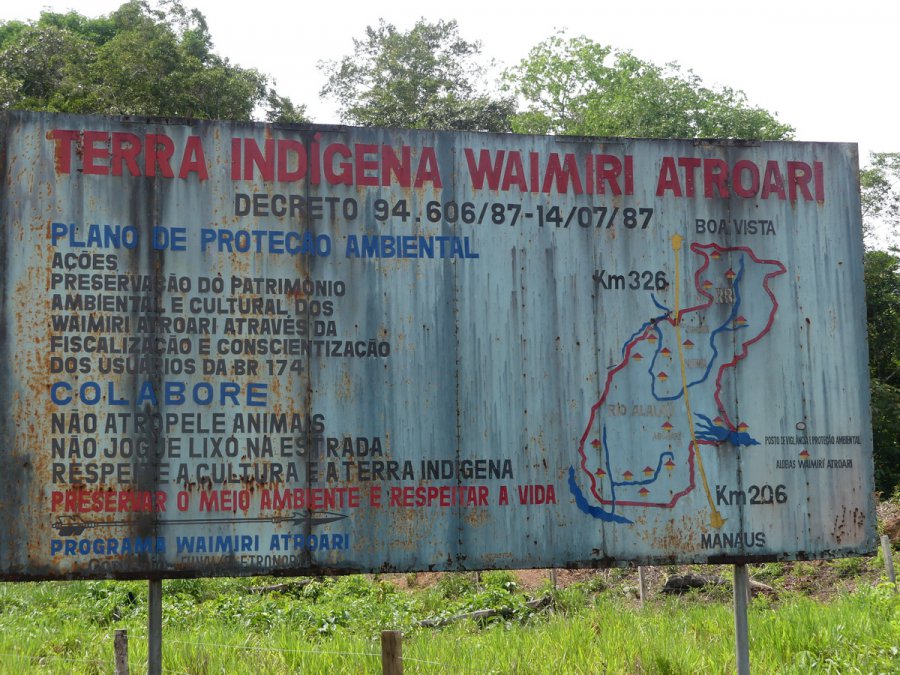 TERRA INDÍGENA WAIMIRI ATROARI
DECRETO 94.606/87-14/07/87
PLANO DE PROTEÇÃO AMBIENTAL
AÇÕES
PRESERVAÇÃO DO PATRIMÔNIO
AMBIENTAL E CULTURAL DOS
WAIMIRI ATROARI ATRAVÉS DA
FISCALIZAÇÃO E CONSCIENTIZAÇÃO
DOS USUÁRIOS DA BR 174
COLABORE
NÃO ATROPELE ANIMAIS
NÃO JOGUE LIXO NA ESTRADA
RESPEITE A CULTURA E A TERRA INDÍGENA
PRESERVAR O MEIO AMBIENTE É RESPEITAR A VIDA
PROGRAMA WAIMIRI ATROARI
BOA VISTA
Km 326
RR
RIO ALALAÚ
POSTO DE VIGILÂNCIA E PROTEÇÃO AMBIENTAL
ALDEIAS WAIMIRÍ ATROARI
Km 206
MANAUS